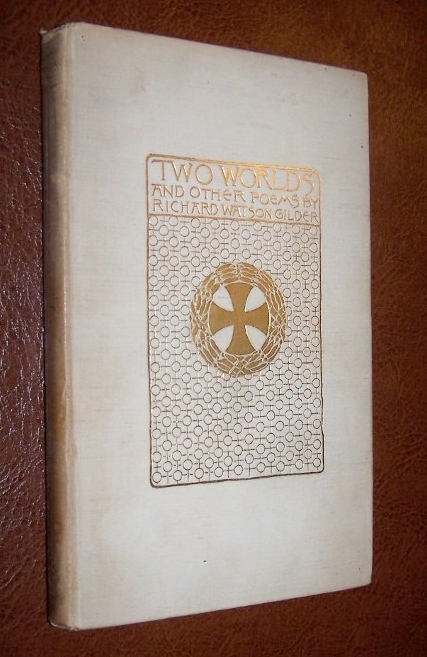 TWO WORLDS
AND OTHER POEMS BY
RICHARD WATSON GILDER